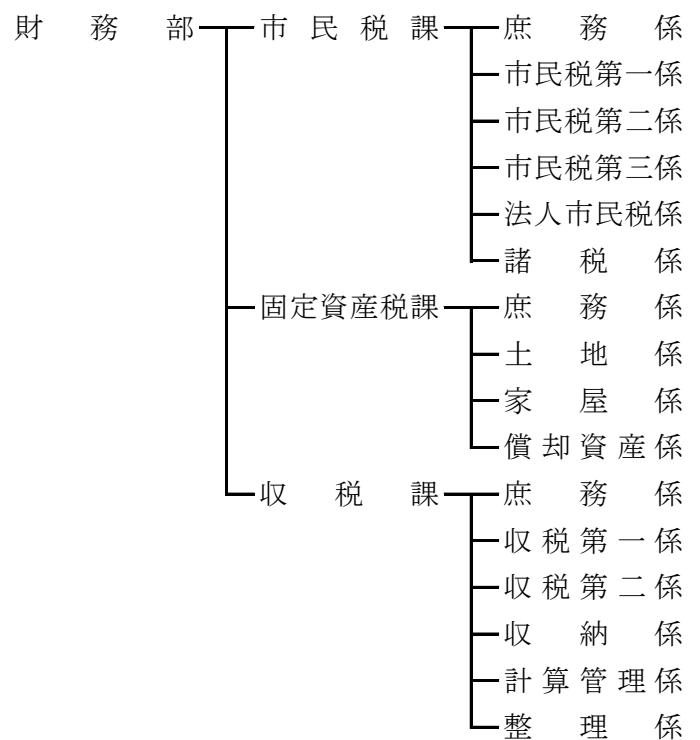 財務部 市民税課 庶務係
市民税第一係
市民税第二係
市民税第三係
法人市民税係
諸税係
固定資産税課 庶務係
土地係
家屋係
償却資産係
収税課 庶務係
収税第一係
収税第二係
収納係
計算管理係
整理係